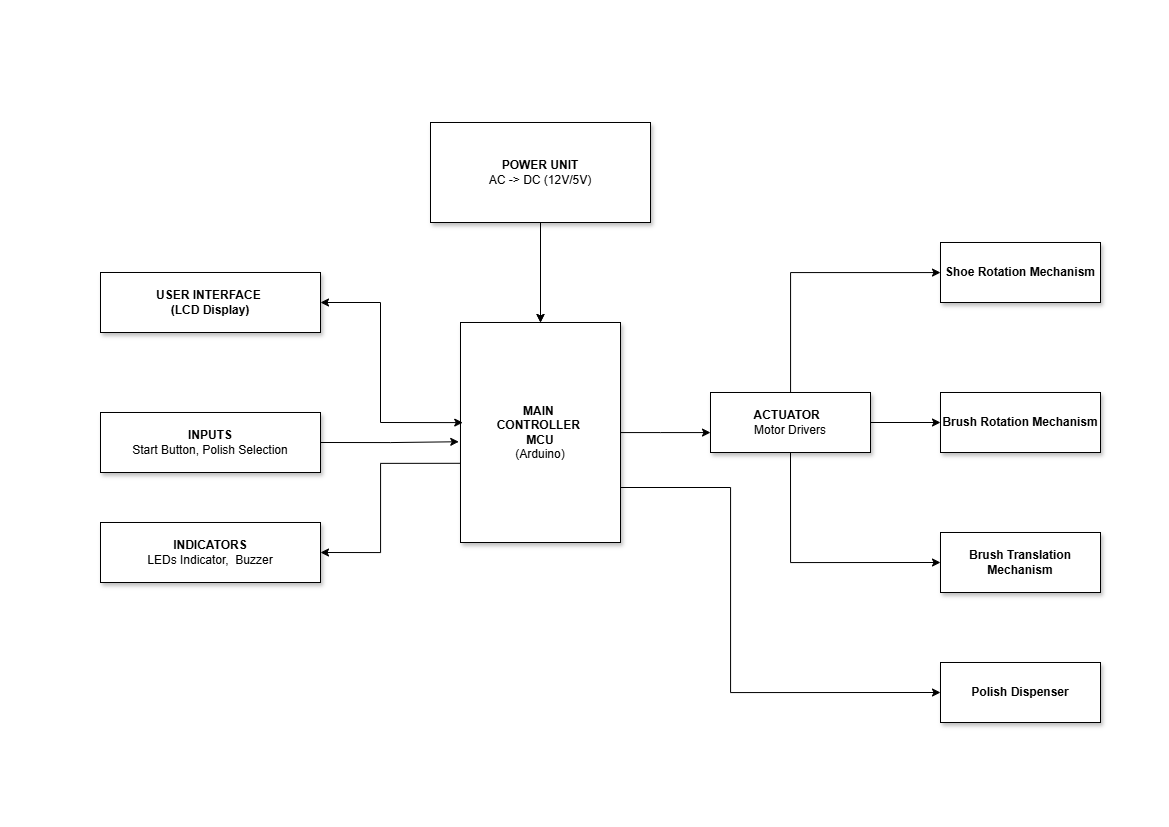 POWER UNIT
AC -> DC (12V/5V)
USER INTERFACE
(LCD Display)
INPUTS
Start Button, Polish Selection
INDICATORS
LEDs Indicator,  Buzzer
MAIN
CONTROLLER
MCU
(Arduino)
ACTUATOR
Motor Drivers
Shoe Rotation Mechanism
Brush Rotation Mechanism
Brush Translation
Mechanism
Polish Dispenser